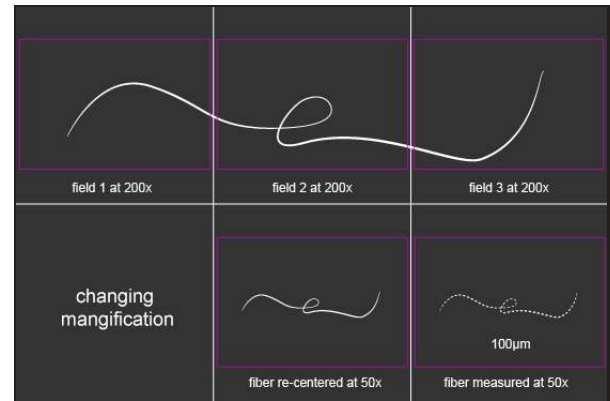 field 1 at 200x
field 2 at 200x
field 3 at 200x
changing
mangification
100µm
fiber re-centered at 50x
fiber measured at 50x